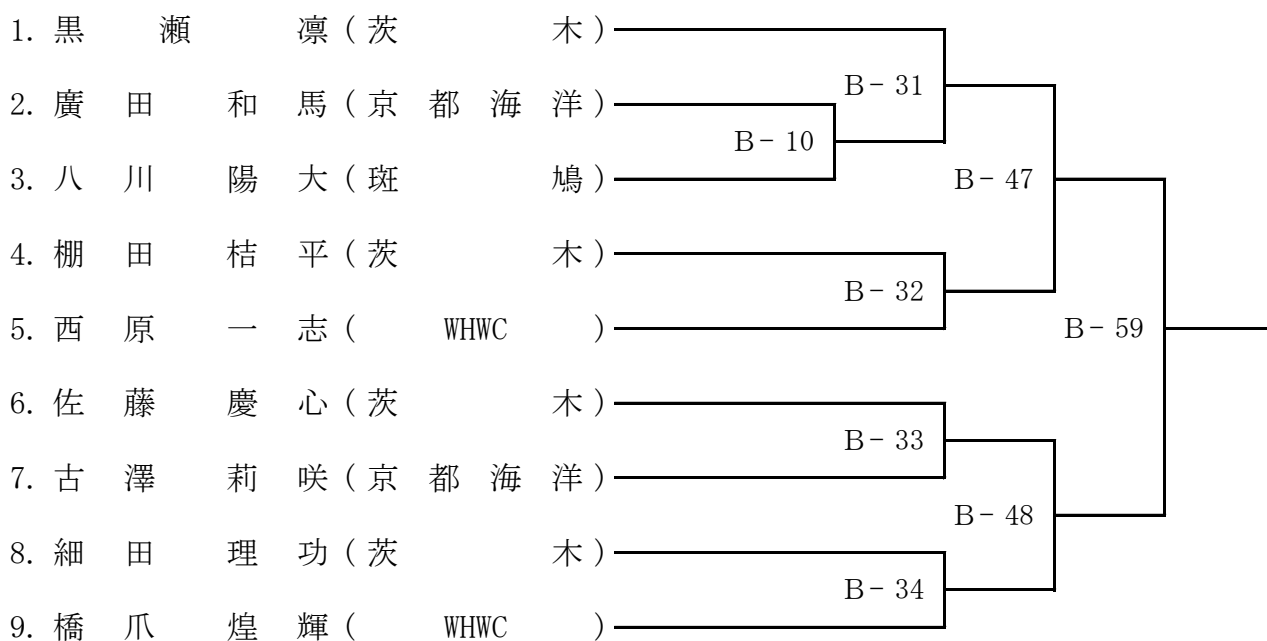 1. 黒瀬 凛(茨木)
B-31
2. 廣田 和馬(京都海洋)
B-10
3. 八川 陽大(斑鳩)
B-47
4. 棚田 桔平(茨木)
B-32
5. 西原 一志(WHWC)
B-59
6. 佐藤 慶心(茨木)
B-33
7. 古澤 莉咲(京都海洋)
B-48
8. 細田 理功(茨木)
B-34
9. 橋爪 煌輝(WHWC)